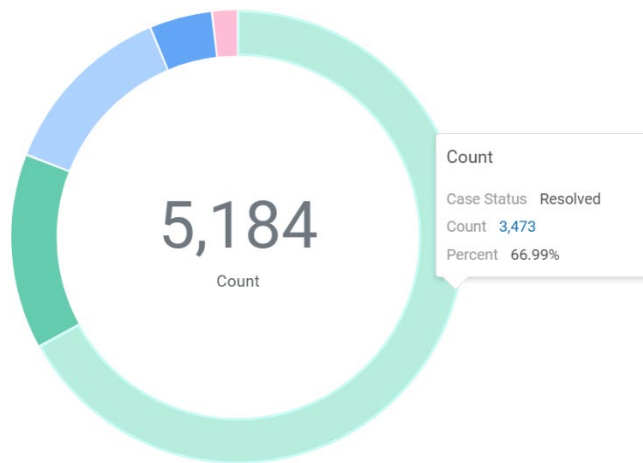 5,184
Count
Count
Case Status Resolved
Count 3,473
Percent 66.99%